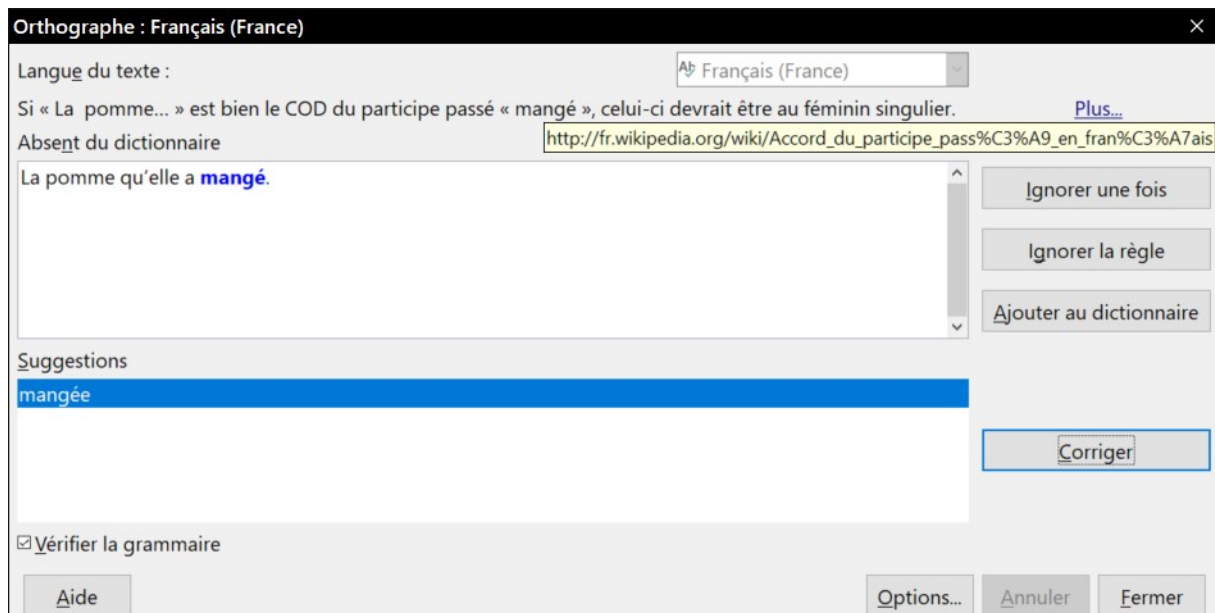 Orthographe : Français (France)
Langue du texte :
Français (France)
Si « La  pomme... » est bien le COD du participe passé « mangé », celui-ci devrait être au féminin singulier.
Plus...
http://fr.wikipedia.org/wiki/Accord_du_participe_pass%C3%A9_en_fran%C3%A7ais
Absent du dictionnaire
La pomme qu’elle a mangé.
Ignorer une fois
Ignorer la règle
Ajouter au dictionnaire
Suggestions
mangée
Corriger
Vérifier la grammaire
Aide
Options...
Annuler
Fermer